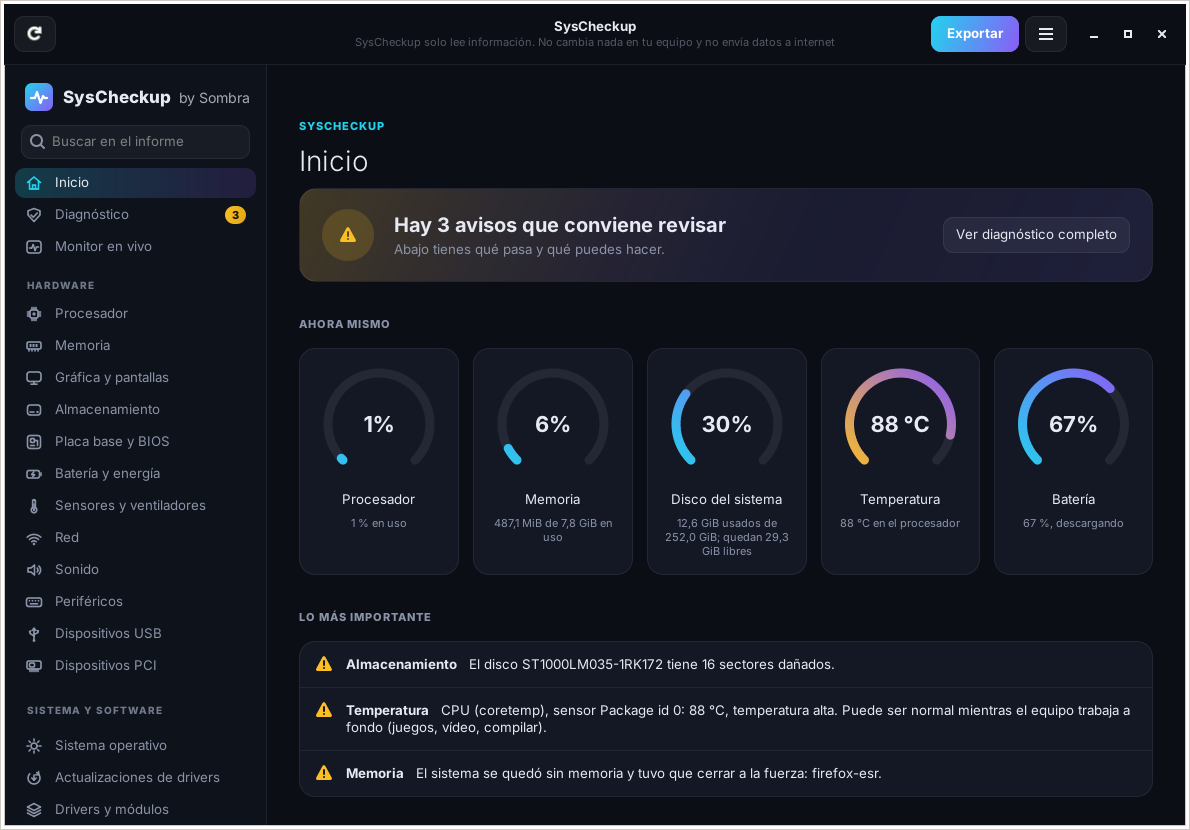 SysCheckup
SysCheckup solo lee información. No cambia nada en tu equipo y no envía datos a internet
Exportar
SysCheckup by Sombra
Buscar en el informe
Inicio
Diagnóstico 3
Monitor en vivo
HARDWARE
Procesador
Memoria
Gráfica y pantallas
Almacenamiento
Placa base y BIOS
Batería y energía
Sensores y ventiladores
Red
Sonido
Periféricos
Dispositivos USB
Dispositivos PCI
SISTEMA Y SOFTWARE
Sistema operativo
Actualizaciones de drivers
Drivers y módulos
SYSCHECKUP
Inicio
Hay 3 avisos que conviene revisar
Abajo tienes qué pasa y qué puedes hacer.
Ver diagnóstico completo
AHORA MISMO
1%
Procesador
1 % en uso
6%
Memoria
487,1 MiB de 7,8 GiB en
uso
30%
Disco del sistema
12,6 GiB usados de
252,0 GiB; quedan 29,3
GiB libres
88 °C
Temperatura
88 °C en el procesador
67%
Batería
67 %, descargando
LO MÁS IMPORTANTE
Almacenamiento El disco ST1000LM035-1RK172 tiene 16 sectores dañados.
Temperatura CPU (coretemp), sensor Package id 0: 88 °C, temperatura alta. Puede ser normal mientras el equipo trabaja a
fondo (juegos, vídeo, compilar).
Memoria El sistema se quedó sin memoria y tuvo que cerrar a la fuerza: firefox-esr.